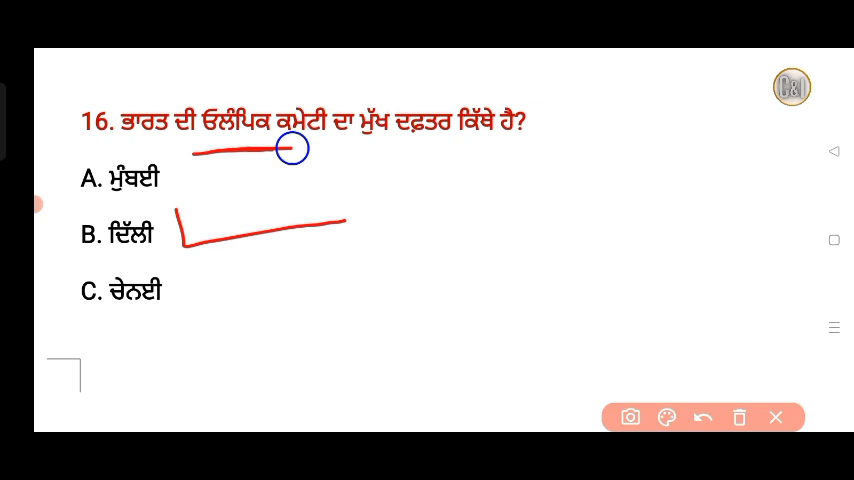 C&I
16. ਭਾਰਤ ਦੀ ਓਲੰਪਿਕ ਕਮੇਟੀ ਦਾ ਮੁੱਖ ਦਫ਼ਤਰ ਕਿੱਥੇ ਹੈ?
A. ਮੁੰਬਈ
B. ਦਿੱਲੀ
C. ਚੇਨਈ